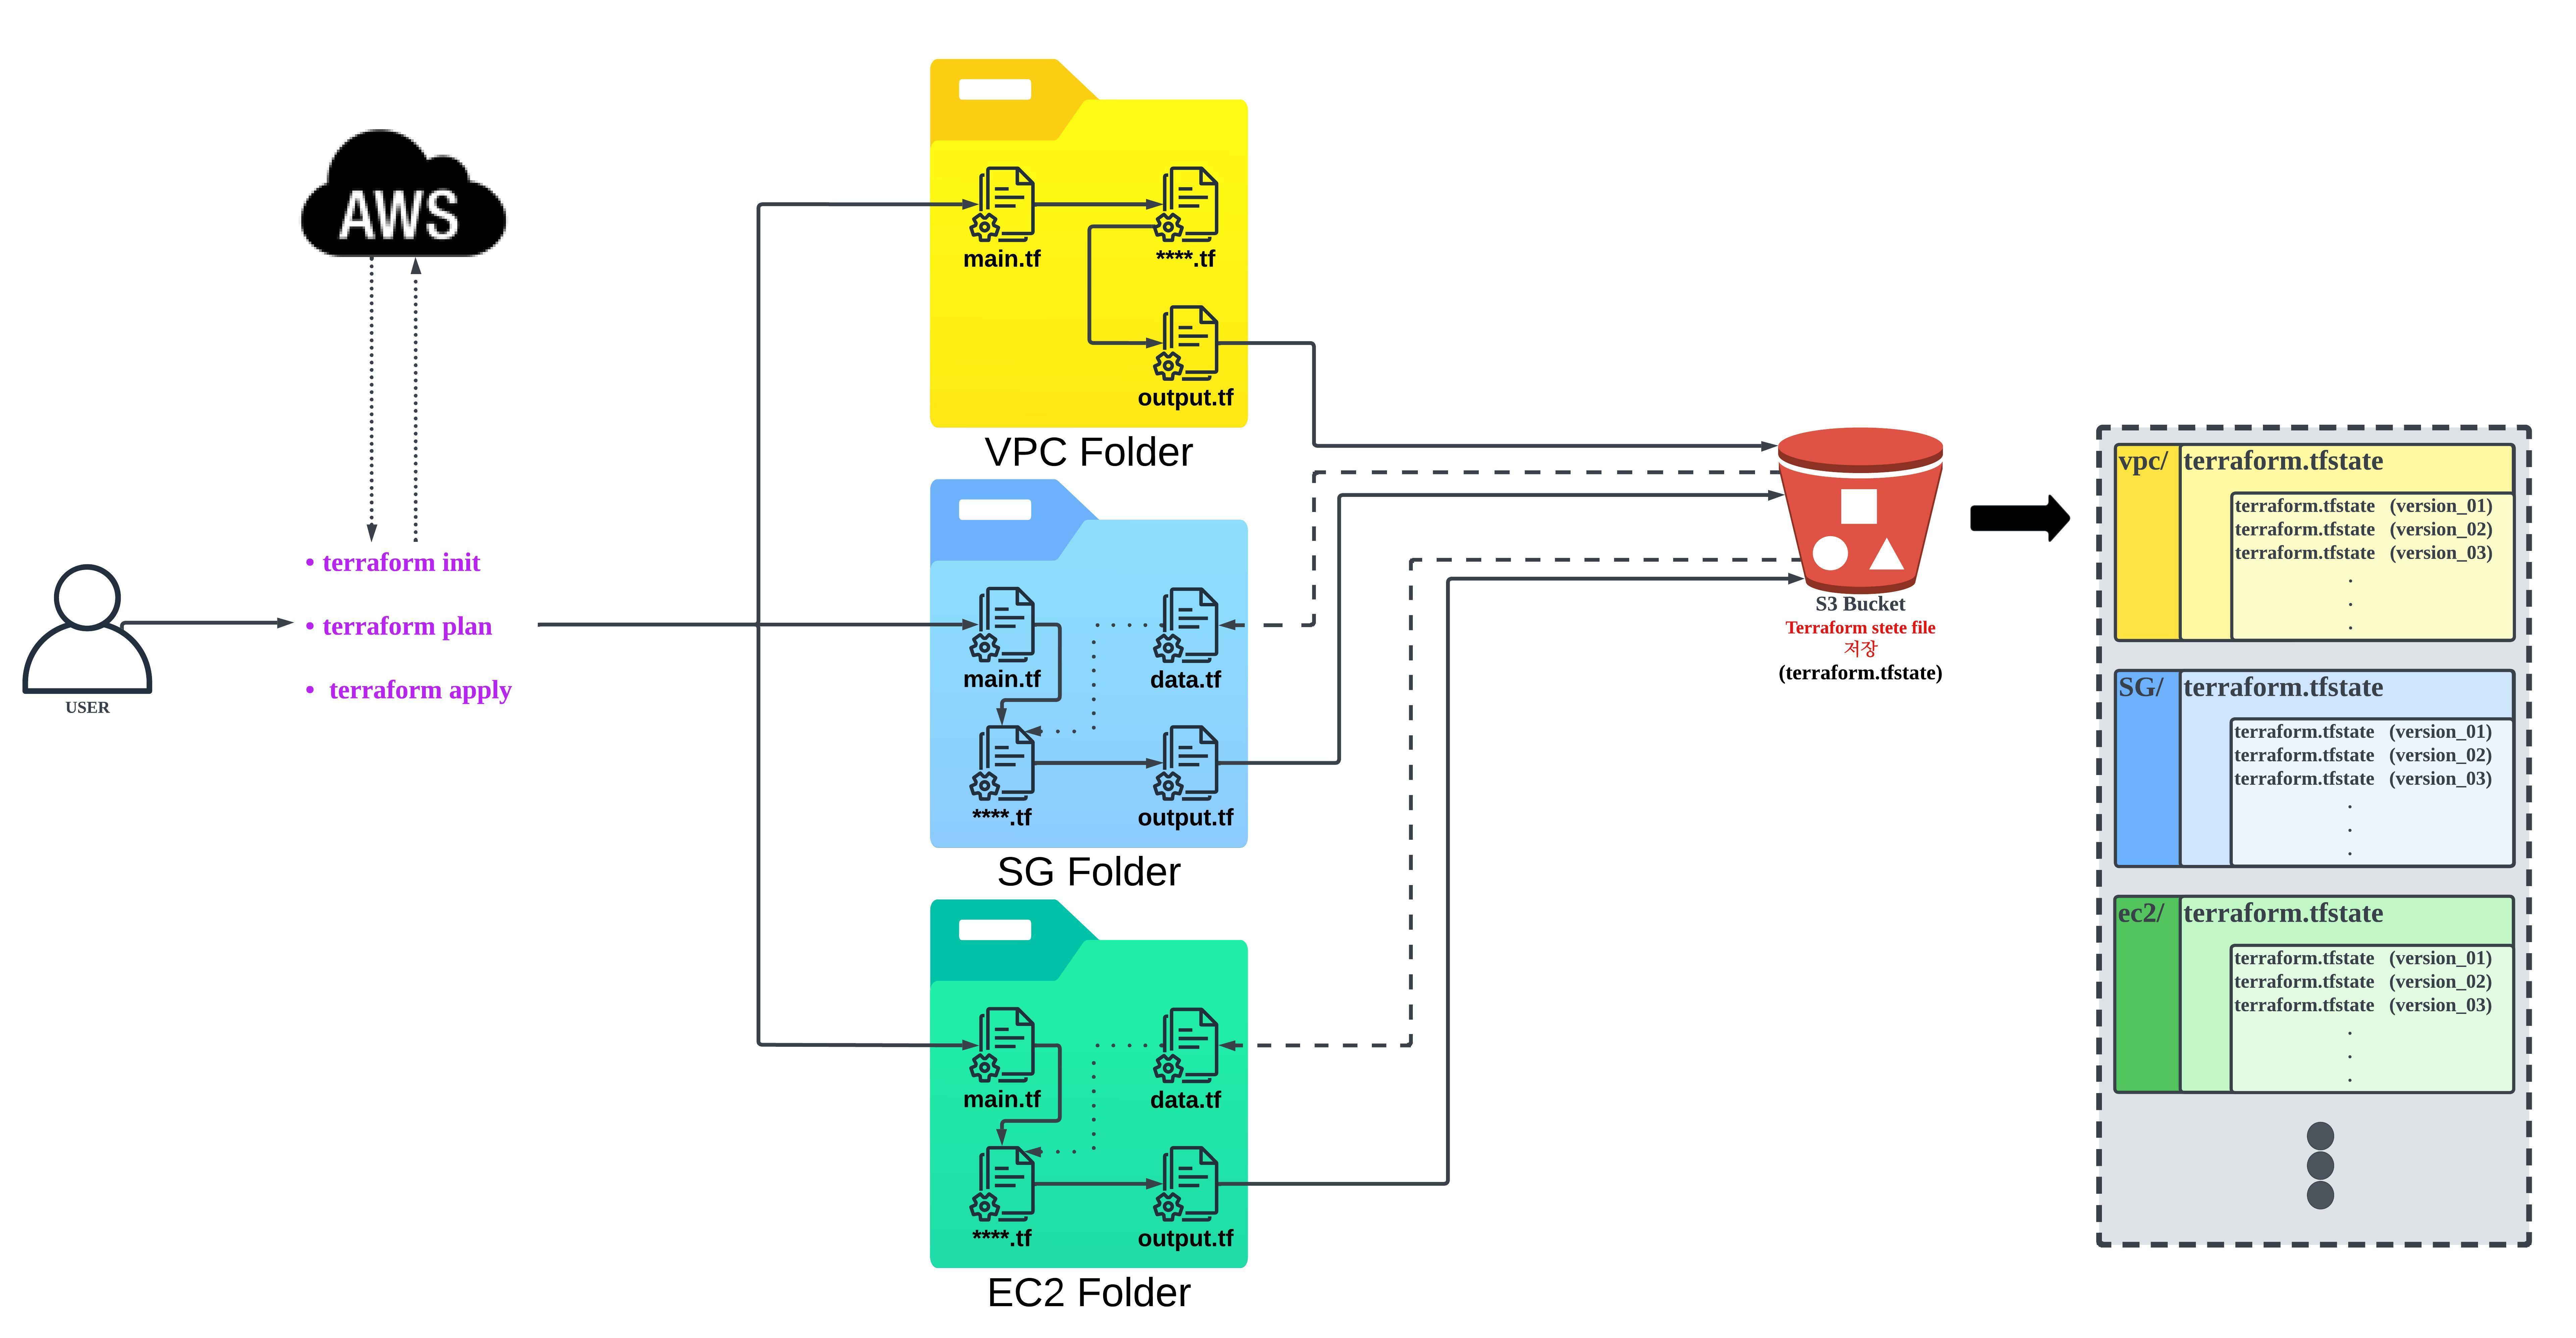 AWS
• terraform init
• terraform plan
• terraform apply
USER
main.tf
****.tf
output.tf
VPC Folder
main.tf
data.tf
****.tf
output.tf
SG Folder
main.tf
data.tf
****.tf
output.tf
EC2 Folder
S3 Bucket
Terraform stete file
저장
(terraform.tfstate)
vpc/
terraform.tfstate
terraform.tfstate (version_01)
terraform.tfstate (version_02)
terraform.tfstate (version_03)
.
.
.
SG/
terraform.tfstate
terraform.tfstate (version_01)
terraform.tfstate (version_02)
terraform.tfstate (version_03)
.
.
.
ec2/
terraform.tfstate
terraform.tfstate (version_01)
terraform.tfstate (version_02)
terraform.tfstate (version_03)
.
.
.